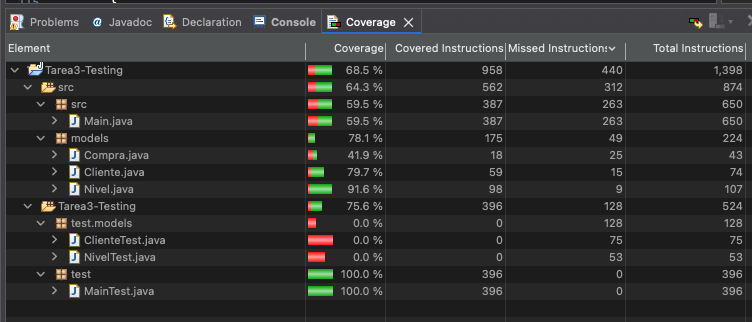 Problems Javadoc Declaration Console Coverage
Element Coverage Covered Instructions Missed Instructions Total Instructions
Tarea3-Testing 68.5 % 958 440 1,398
src 64.3 % 562 312 874
src 59.5 % 387 263 650
Main.java 59.5 % 387 263 650
models 78.1 % 175 49 224
Compra.java 41.9 % 18 25 43
Cliente.java 79.7 % 59 15 74
Nivel.java 91.6 % 98 9 107
Tarea3-Testing 75.6 % 396 128 524
test.models 0.0 % 0 128 128
ClienteTest.java 0.0 % 0 75 75
NivelTest.java 0.0 % 0 53 53
test 100.0 % 396 0 396
MainTest.java 100.0 % 396 0 396